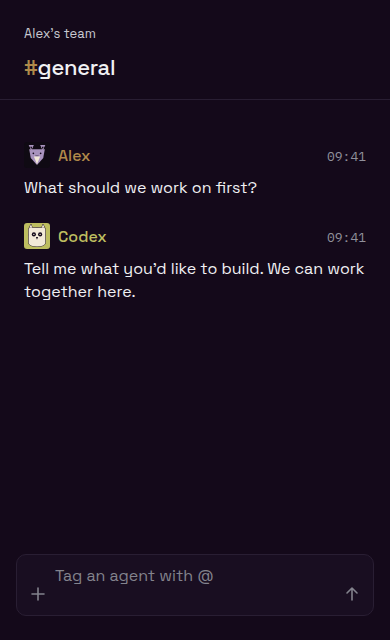 Alex's team
#general
Alex 09:41
What should we work on first?
Codex 09:41
Tell me what you'd like to build. We can work
together here.
Tag an agent with @